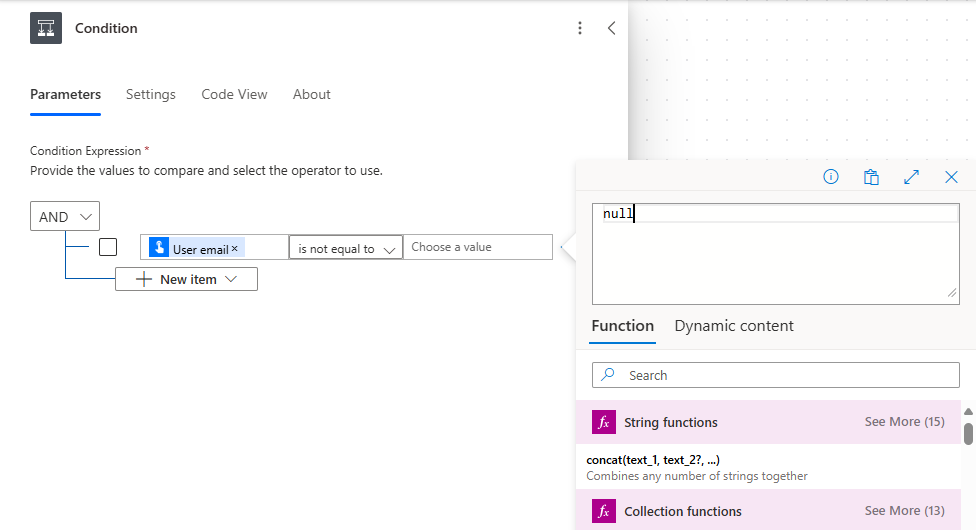 Condition
Parameters Settings Code View About
Condition Expression *
Provide the values to compare and select the operator to use.
AND
User email × is not equal to Choose a value
New item
null
Function Dynamic content
Search
fx String functions See More (15)
concat(text_1, text_2?, ...)
Combines any number of strings together
fx Collection functions See More (13)